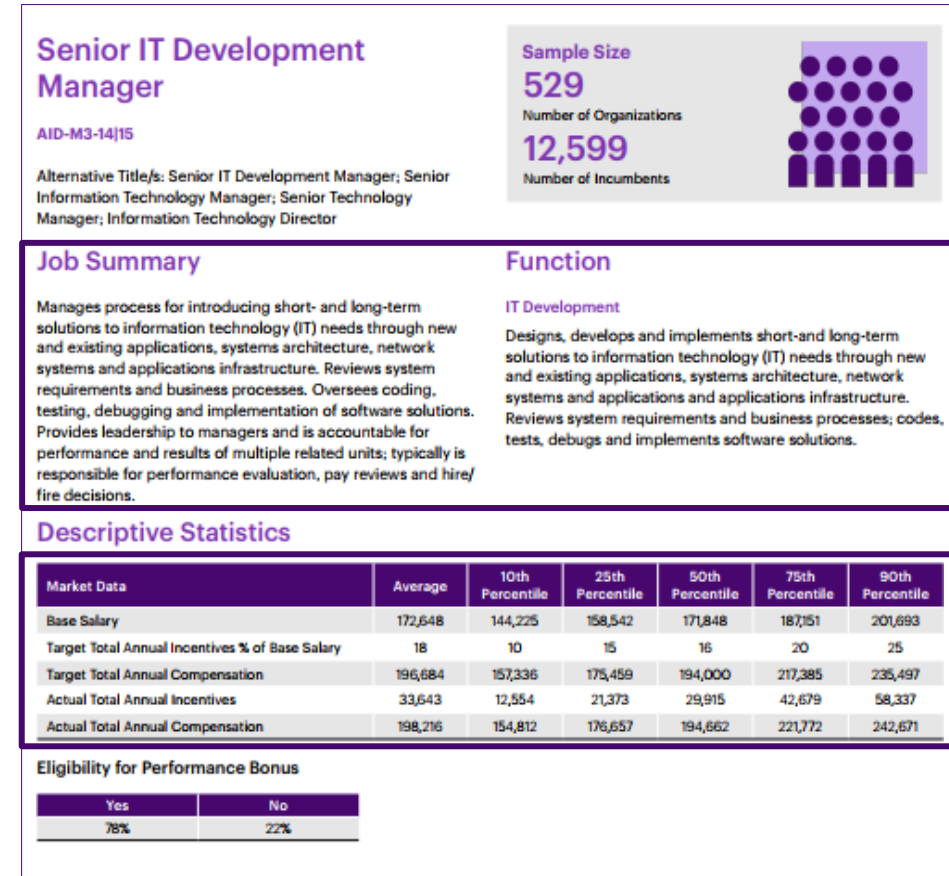 Senior IT Development
Manager
AID-M3-14|15
Alternative Title/s: Senior IT Development Manager; Senior
Information Technology Manager; Senior Technology
Manager; Information Technology Director
Sample Size
529
Number of Organizations
12,599
Number of Incumbents
Job Summary
Manages process for introducing short- and long-term
solutions to information technology (IT) needs through new
and existing applications, systems architecture, network
systems and applications infrastructure. Reviews system
requirements and business processes. Oversees coding,
testing, debugging and implementation of software solutions.
Provides leadership to managers and is accountable for
performance and results of multiple related units; typically is
responsible for performance evaluation, pay reviews and hire/
fire decisions.
Function
IT Development
Designs, develops and implements short-and long-term
solutions to information technology (IT) needs through new
and existing applications, systems architecture, network
systems and applications and applications infrastructure.
Reviews system requirements and business processes; codes,
tests, debugs and implements software solutions.
Descriptive Statistics
Market Data Average 10th Percentile 25th Percentile 50th Percentile 75th Percentile 90th Percentile
Base Salary 172,648 144,225 158,542 171,848 187,151 201,693
Target Total Annual Incentives % of Base Salary 18 10 15 16 20 25
Target Total Annual Compensation 196,684 157,336 175,459 194,000 217,385 235,497
Actual Total Annual Incentives 33,643 12,554 21,373 29,915 42,679 58,337
Actual Total Annual Compensation 198,216 154,812 176,657 194,662 221,772 242,671
Eligibility for Performance Bonus
Yes No
78% 22%